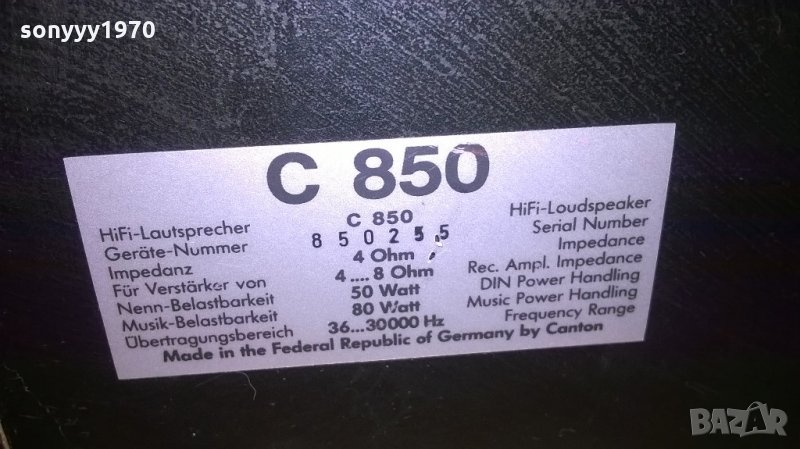 sonyyy1970
C 850
HiFi-Lautsprecher C 850 HiFi-Loudspeaker
Geräte-Nummer 850255 Serial Number
Impedanz 4 Ohm Impedance
Für Verstärker von 4....8 Ohm Rec. Ampl. Impedance
Nenn-Belastbarkeit 50 Watt DIN Power Handling
Musik-Belastbarkeit 80 Watt Music Power Handling
Übertragungsbereich 36...30000 Hz Frequency Range
Made in the Federal Republic of Germany by Canton
BAZAR